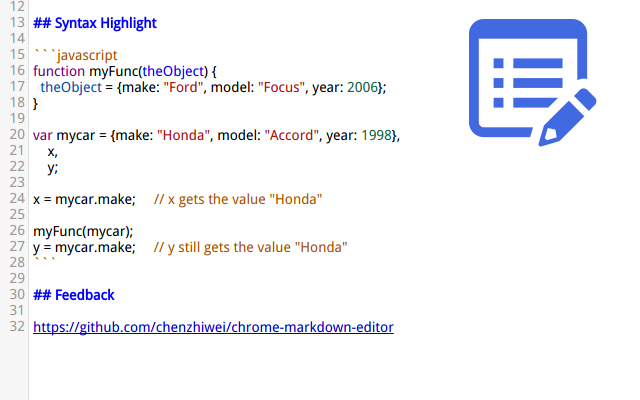 12
13 ## Syntax Highlight
14
15 ```javascript
16 function myFunc(theObject) {
17   theObject = {make: "Ford", model: "Focus", year: 2006};
18 }
19
20 var mycar = {make: "Honda", model: "Accord", year: 1998},
21     x,
22     y;
23
24 x = mycar.make;     // x gets the value "Honda"
25
26 myFunc(mycar);
27 y = mycar.make;     // y still gets the value "Honda"
28 ```
29
30 ## Feedback
31
32 https://github.com/chenzhiwei/chrome-markdown-editor